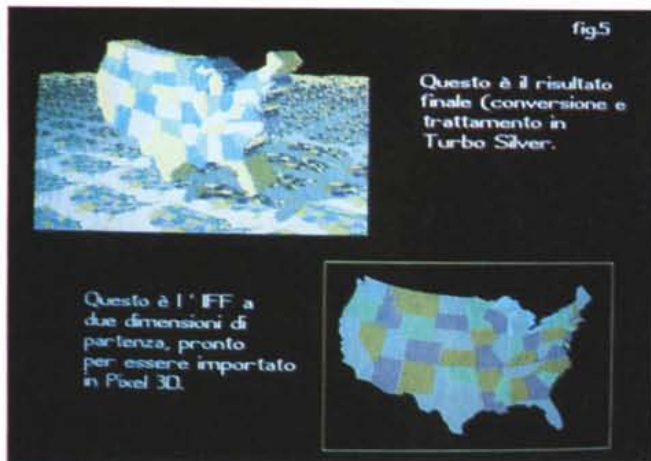 fig.5
Questo è il risultato
finale (conversione e
trattamento in
Turbo Silver.
Questo è l'IFF a
due dimensioni di
partenza, pronto
per essere importato
in Pixel 3D.